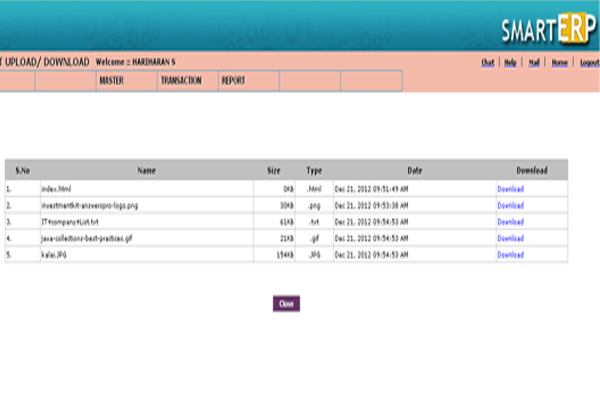 SMARTERP
T UPLOAD/ DOWNLOAD Welcome :: HARIHARAN S Chat | Help | Mail | Home | Logout
MASTER TRANSACTION REPORT
S.No Name Size Type Date Download
1. index.html 0KB .html Dec 21, 2012 09:51:49 AM Download
2. investmentkit-answerspro-logo.png 30KB .png Dec 21, 2012 09:53:38 AM Download
3. IT+company+List.txt 61KB .txt Dec 21, 2012 09:54:53 AM Download
4. java-collections-best-practices.gif 21KB .gif Dec 21, 2012 09:54:53 AM Download
5. kalai.JPG 154KB .JPG Dec 21, 2012 09:54:53 AM Download
Close